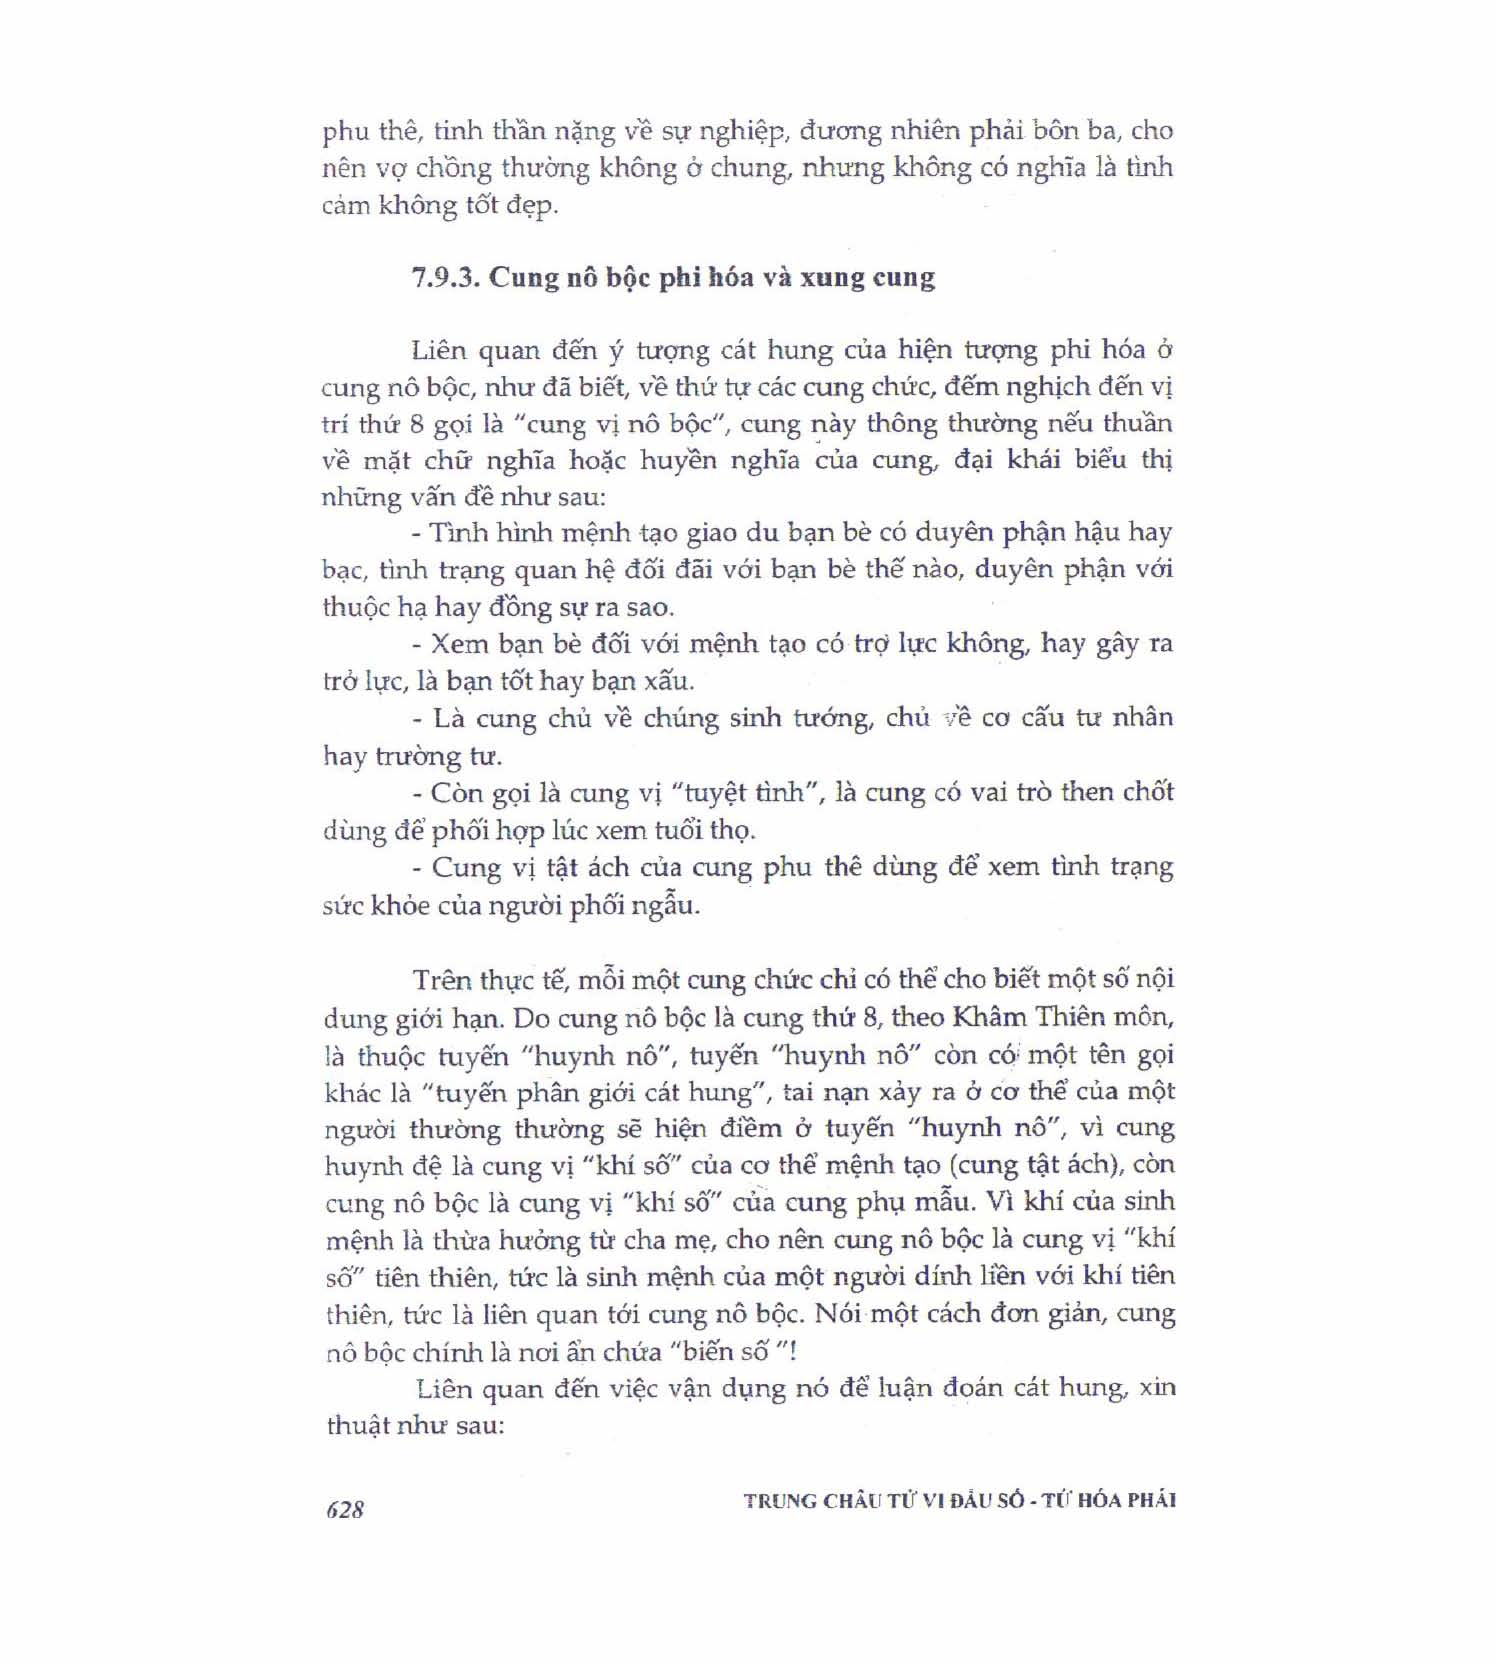 phu thê, tinh thần nặng về sự nghiệp, đương nhiên phải bôn ba, cho
nên vợ chồng thường không ở chung, nhưng không có nghĩa là tình
cảm không tốt đẹp.
7.9.3. Cung nô bộc phi hóa và xung cung
Liên quan đến ý tượng cát hung của hiện tượng phi hóa ở
cung nô bộc, như đã biết, về thứ tự các cung chức, đếm nghịch đến vị
trí thứ 8 gọi là "cung vị nô bộc", cung này thông thường nếu thuần
về mặt chữ nghĩa hoặc huyền nghĩa của cung, đại khái biểu thị
những vấn đề như sau:
- Tình hình mệnh tạo giao du bạn bè có duyên phận hậu hay
bạc, tình trạng quan hệ đối đãi với bạn bè thế nào, duyên phận với
thuộc hạ hay đồng sự ra sao.
- Xem bạn bè đối với mệnh tạo có trợ lực không, hay gây ra
trở lực, là bạn tốt hay bạn xấu.
- Là cung chủ về chúng sinh tướng, chủ về cơ cấu tư nhân
hay trường tư.
- Còn gọi là cung vị "tuyệt tình", là cung có vai trò then chốt
dùng để phối hợp lúc xem tuổi thọ.
- Cung vị tật ách của cung phu thê dùng để xem tình trạng
sức khỏe của người phối ngẫu.
Trên thực tế, mỗi một cung chức chỉ có thể cho biết một số nội
dung giới hạn. Do cung nô bộc là cung thứ 8, theo Khâm Thiên môn,
là thuộc tuyến "huynh nô", tuyến "huynh nô" còn có một tên gọi
khác là "tuyến phân giới cát hung", tai nạn xảy ra ở cơ thể của một
người thường thường sẽ hiện điềm ở tuyến "huynh nô", vì cung
huynh đệ là cung vị "khí số" của cơ thể mệnh tạo (cung tật ách), còn
cung nô bộc là cung vị "khí số" của cung phụ mẫu. Vì khí của sinh
mệnh là thừa hưởng từ cha mẹ, cho nên cung nô bộc là cung vị "khí
số" tiên thiên, tức là sinh mệnh của một người dính liền với khí tiên
thiên, tức là liên quan tới cung nô bộc. Nói một cách đơn giản, cung
nô bộc chính là nơi ẩn chứa "biến số "!
Liên quan đến việc vận dụng nó để luận đoán cát hung, xin
thuật như sau:
628
TRUNG CHÂU TỬ VI ĐẨU SỐ - TỨ HÓA PHÁI